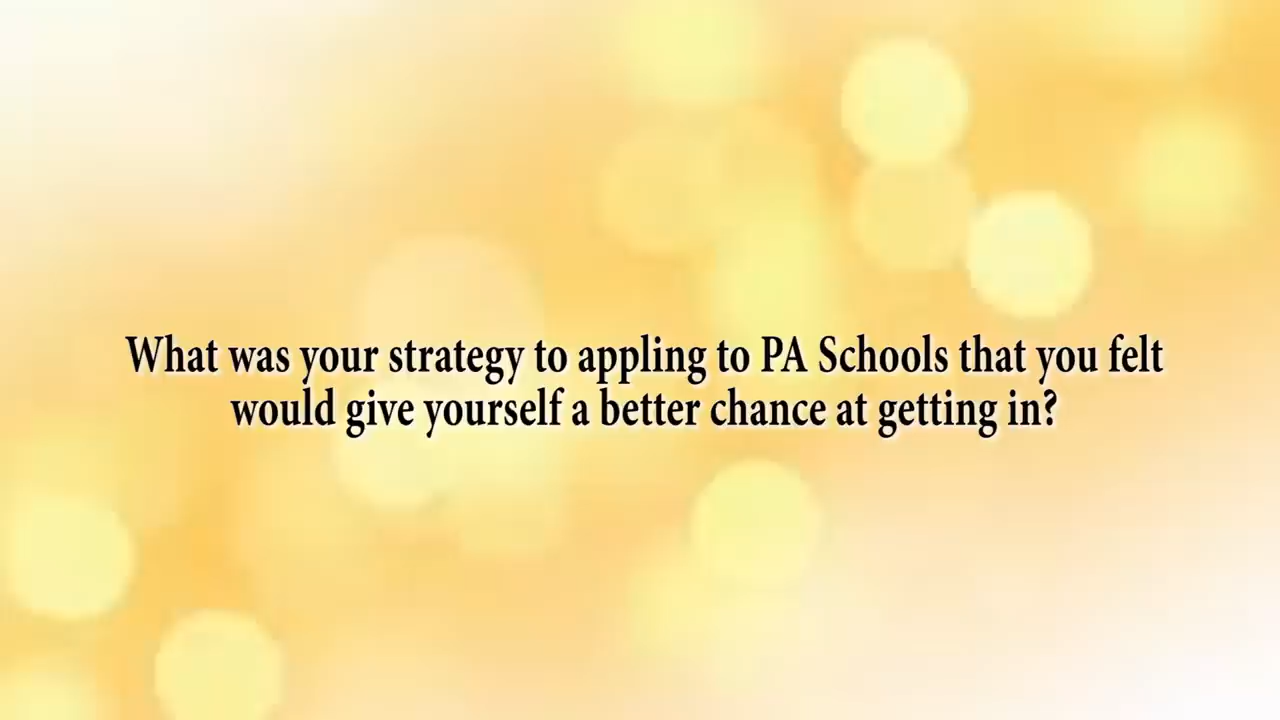 What was your strategy to appling to PA Schools that you felt
would give yourself a better chance at getting in?